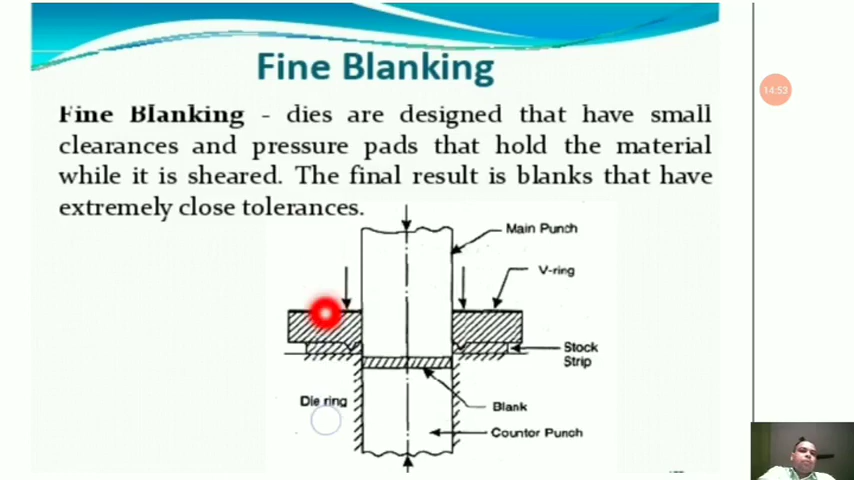 Fine Blanking
Fine Blanking - dies are designed that have small
clearances and pressure pads that hold the material
while it is sheared. The final result is blanks that have
extremely close tolerances.
Main Punch
V-ring
Stock
Strip
Die ring
Blank
Countor Punch
14:53